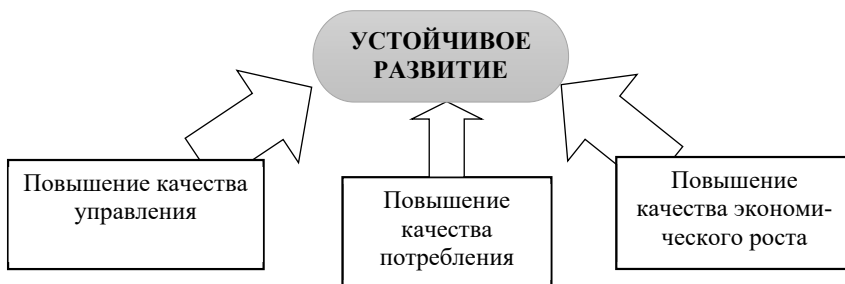 УСТОЙЧИВОЕ
РАЗВИТИЕ
Повышение качества
управления
Повышение
качества
потребления
Повышение
качества экономи-
ческого роста